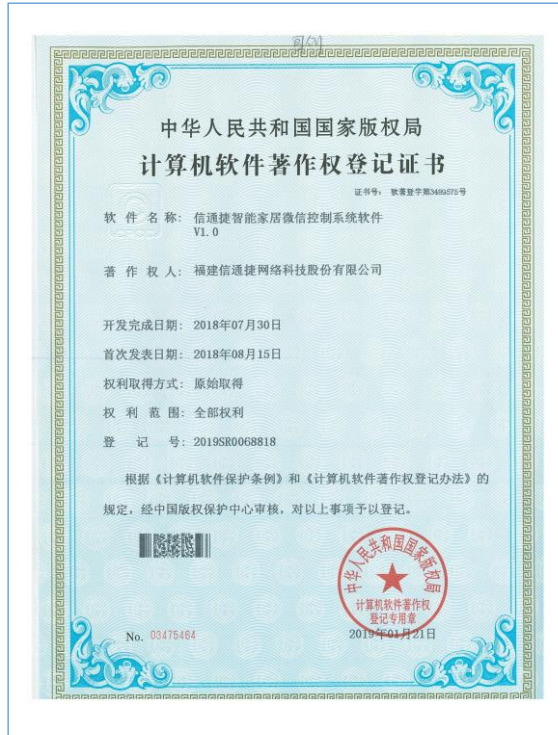 中华人民共和国国家版权局
计算机软件著作权登记证书
证书号： 软著登字第3489575号
软件名称： 信通捷智能家居微信控制系统软件
V1.0
著作权人： 福建信通捷网络科技股份有限公司
开发完成日期： 2018年07月30日
首次发表日期： 2018年08月15日
权利取得方式： 原始取得
权利范围： 全部权利
登记号： 2019SR0068818
根据《计算机软件保护条例》和《计算机软件著作权登记办法》的
规定，经中国版权保护中心审核，对以上事项予以登记。
中华人民共和国国家版权局
计算机软件著作权
登记专用章
No. 03475464
2019年01月21日